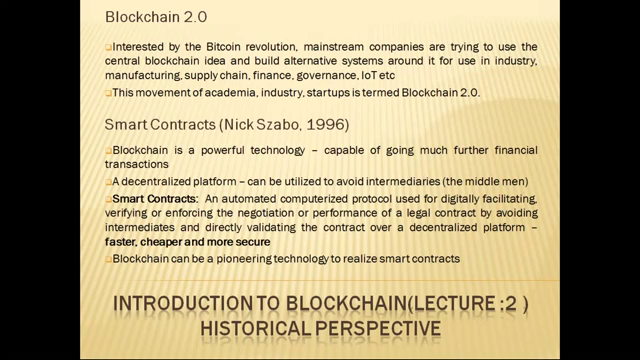 Blockchain 2.0
❑Interested by the Bitcoin revolution, mainstream companies are trying to use the
central blockchain idea and build alternative systems around it for use in industry,
manufacturing, supply chain, finance, governance, IoT etc
❑This movement of academia, industry, startups is termed Blockchain 2.0.
Smart Contracts (Nick Szabo, 1996)
❑Blockchain is a powerful technology – capable of going much further financial
transactions
❑A decentralized platform – can be utilized to avoid intermediaries (the middle men)
❑Smart Contracts: An automated computerized protocol used for digitally facilitating,
verifying or enforcing the negotiation or performance of a legal contract by avoiding
intermediates and directly validating the contract over a decentralized platform –
faster, cheaper and more secure
❑Blockchain can be a pioneering technology to realize smart contracts
INTRODUCTION TO BLOCKCHAIN(LECTURE :2 )
HISTORICAL PERSPECTIVE